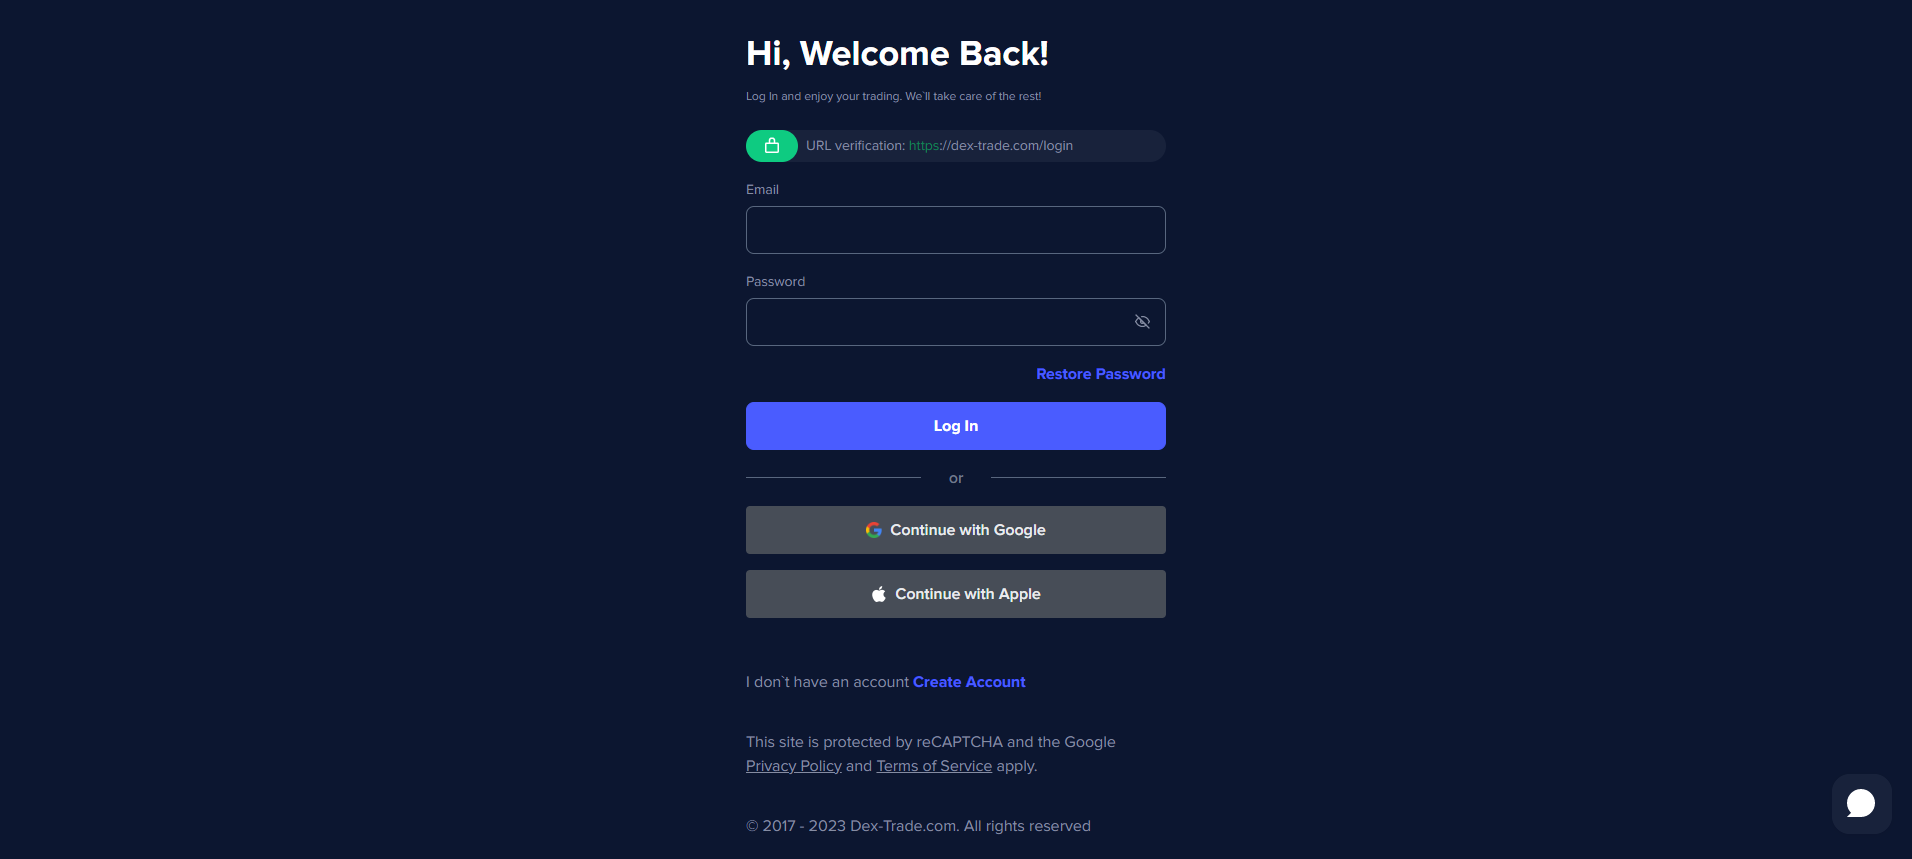 Hi, Welcome Back!
Log In and enjoy your trading. We`ll take care of the rest!
URL verification: https://dex-trade.com/login
Email
Password
Restore Password
Log In
or
Continue with Google
Continue with Apple
I don`t have an account Create Account
This site is protected by reCAPTCHA and the Google
Privacy Policy and Terms of Service apply.
© 2017 - 2023 Dex-Trade.com. All rights reserved